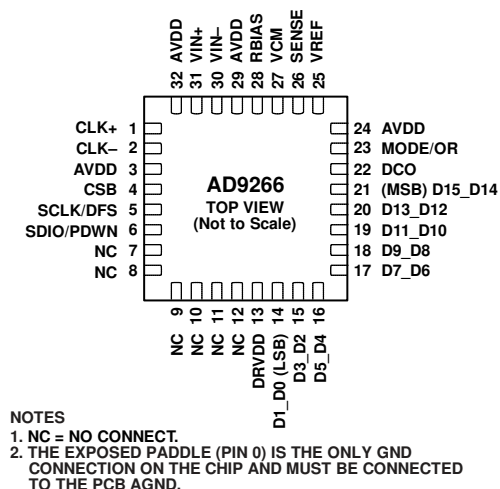 32 AVDD
31 VIN+
30 VIN–
29 AVDD
28 RBIAS
27 VCM
26 SENSE
25 VREF
CLK+ 1
CLK– 2
AVDD 3
CSB 4
SCLK/DFS 5
SDIO/PDWN 6
NC 7
NC 8
AD9266
TOP VIEW
(Not to Scale)
24 AVDD
23 MODE/OR
22 DCO
21 (MSB) D15_D14
20 D13_D12
19 D11_D10
18 D9_D8
17 D7_D6
NC 9
NC 10
NC 11
NC 12
DRVDD 13
D1_D0 (LSB) 14
D3_D2 15
D5_D4 16
NOTES
1. NC = NO CONNECT.
2. THE EXPOSED PADDLE (PIN 0) IS THE ONLY GND
CONNECTION ON THE CHIP AND MUST BE CONNECTED
TO THE PCB AGND.